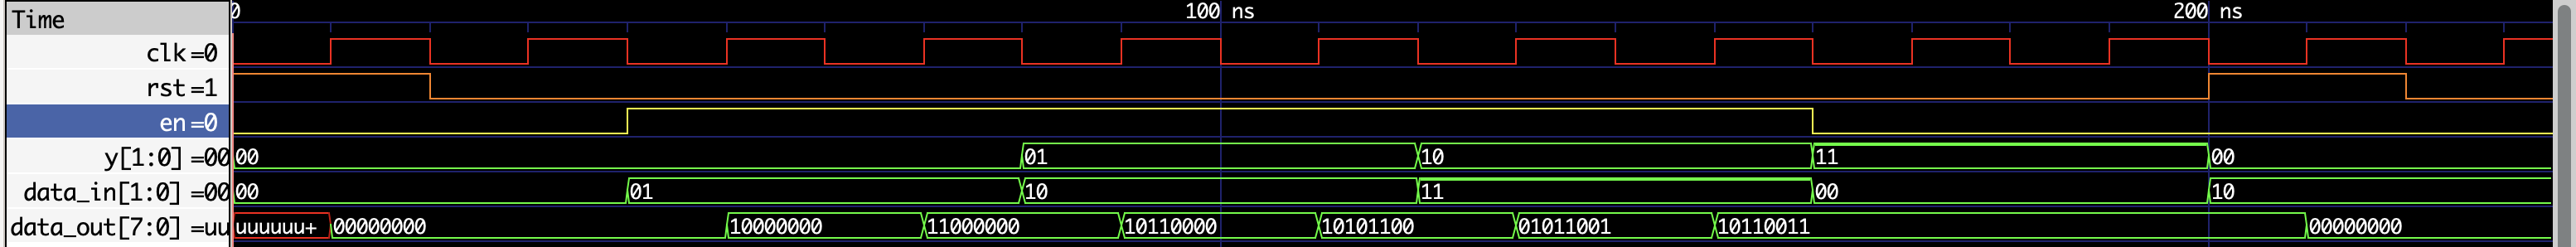 Time 0 100 ns 200 ns
clk=0
rst=1
en=0
y[1:0] =00 00 01 10 11 00
data_in[1:0] =00 00 01 10 11 00 10
data_out[7:0] =uu uuuuuu+ 00000000 10000000 11000000 10110000 10101100 01011001 10110011 00000000